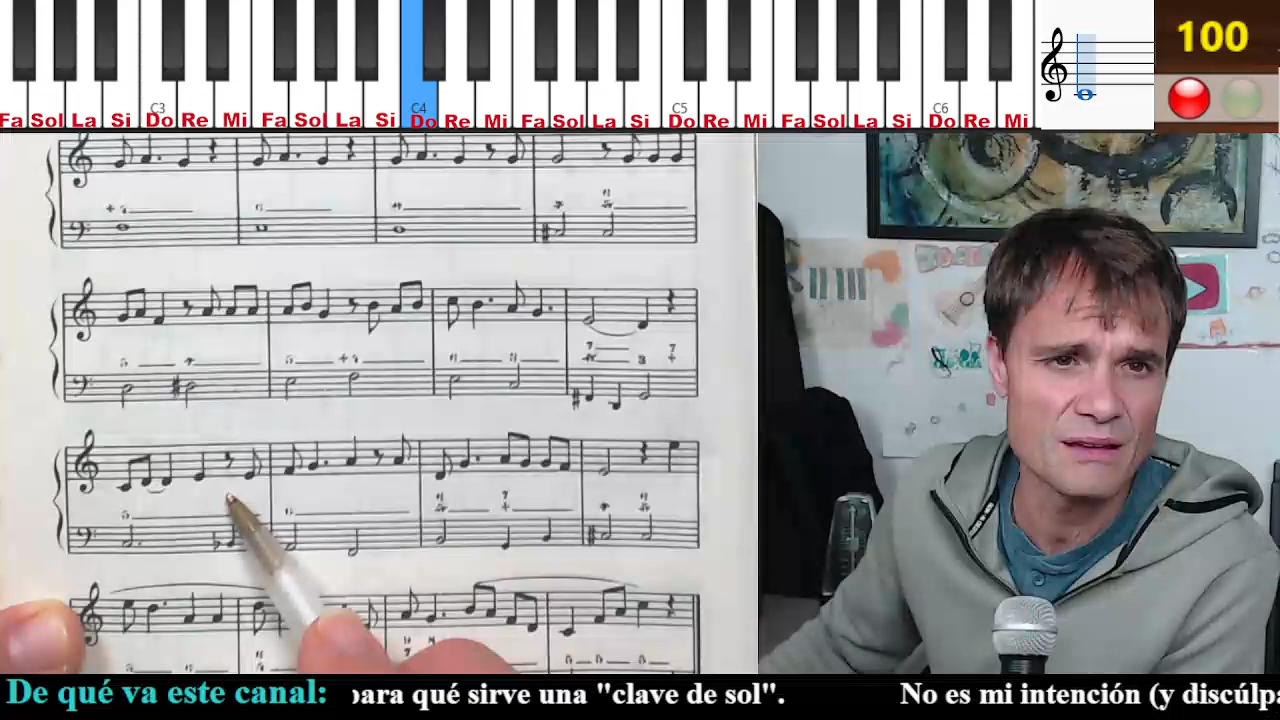 C3 C4 C5 C6
Fa Sol La Si Do Re Mi Fa Sol La Si Do Re Mi Fa Sol La Si Do Re Mi Fa Sol La Si Do Re Mi
100
De qué va este canal: para qué sirve una "clave de sol". No es mi intención (y discúlpa